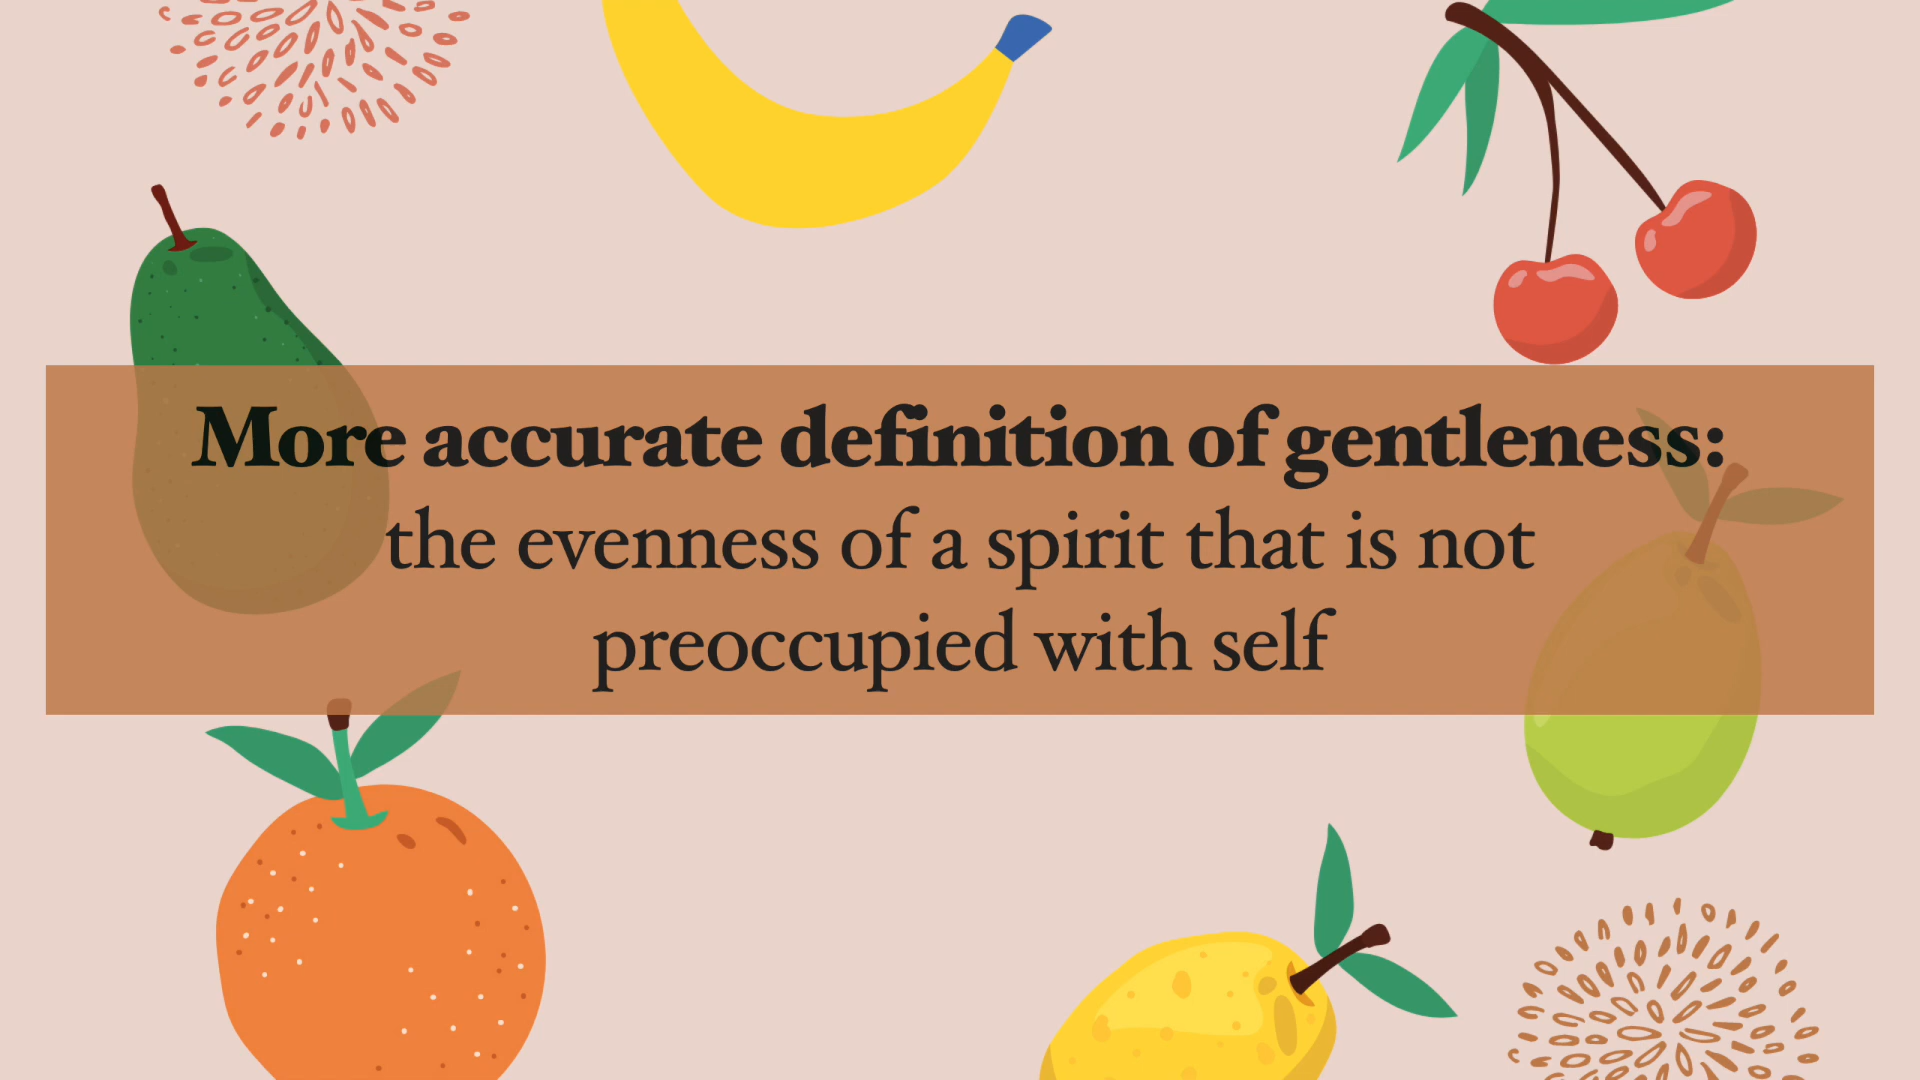 More accurate definition of gentleness:
the evenness of a spirit that is not
preoccupied with self